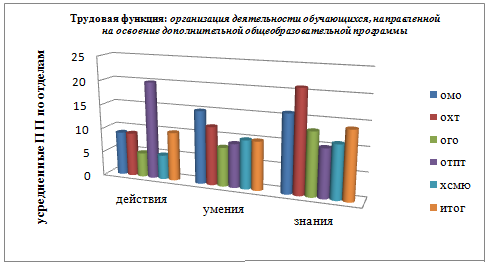 Трудовая функция: организация деятельности обучающихся, направленной
на освоение дополнительной общеобразовательной программы
усредненные ПП по отделам
25
20
15
10
5
0
действия
умения
знания
омо
охт
ого
отпт
хсмю
итог